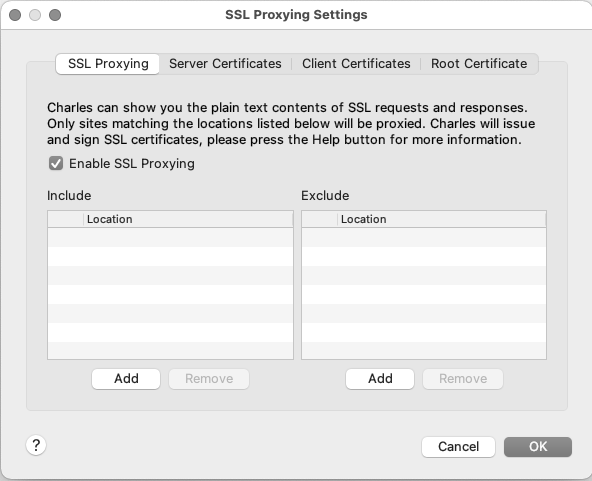 SSL Proxying Settings
SSL Proxying Server Certificates Client Certificates Root Certificate
Charles can show you the plain text contents of SSL requests and responses.
Only sites matching the locations listed below will be proxied. Charles will issue
and sign SSL certificates, please press the Help button for more information.
Enable SSL Proxying
Include Exclude
Location Location
Add Remove Add Remove
? Cancel OK